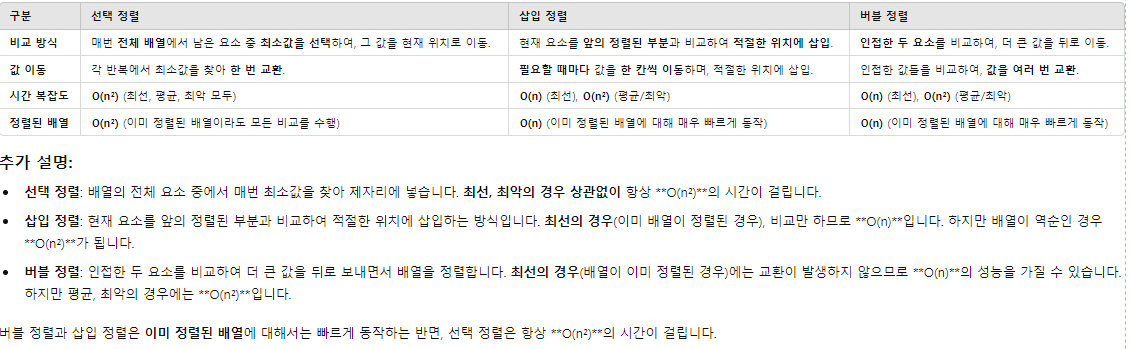 구분 선택 정렬 삽입 정렬 버블 정렬
비교 방식 매번 전체 배열에서 남은 요소 중 최소값을 선택하여, 그 값을 현재 위치로 이동. 현재 요소를 앞의 정렬된 부분과 비교하여 적절한 위치에 삽입. 인접한 두 요소를 비교하여, 더 큰 값을 뒤로 이동.
값 이동 각 반복에서 최소값을 찾아 한 번 교환. 필요할 때마다 값을 한 칸씩 이동하며, 적절한 위치에 삽입. 인접한 값들을 비교하여, 값을 여러 번 교환.
시간 복잡도 O(n²) (최선, 평균, 최악 모두) O(n) (최선), O(n²) (평균/최악) O(n) (최선), O(n²) (평균/최악)
정렬된 배열 O(n²) (이미 정렬된 배열이라도 모든 비교를 수행) O(n) (이미 정렬된 배열에 대해 매우 빠르게 동작) O(n) (이미 정렬된 배열에 대해 매우 빠르게 동작)
추가 설명:
• 선택 정렬: 배열의 전체 요소 중에서 매번 최소값을 찾아 제자리에 넣습니다. 최선, 최악의 경우 상관없이 항상 **O(n²)**의 시간이 걸립니다.
• 삽입 정렬: 현재 요소를 앞의 정렬된 부분과 비교하여 적절한 위치에 삽입하는 방식입니다. 최선의 경우(이미 배열이 정렬된 경우), 비교만 하므로 **O(n)**입니다. 하지만 배열이 역순인 경우
**O(n²)**가 됩니다.
• 버블 정렬: 인접한 두 요소를 비교하여 더 큰 값을 뒤로 보내면서 배열을 정렬합니다. 최선의 경우(배열이 이미 정렬된 경우)에는 교환이 발생하지 않으므로 **O(n)**의 성능을 가질 수 있습니다.
하지만 평균, 최악의 경우에는 **O(n²)**입니다.
버블 정렬과 삽입 정렬은 이미 정렬된 배열에 대해서는 빠르게 동작하는 반면, 선택 정렬은 항상 **O(n²)**의 시간이 걸립니다.